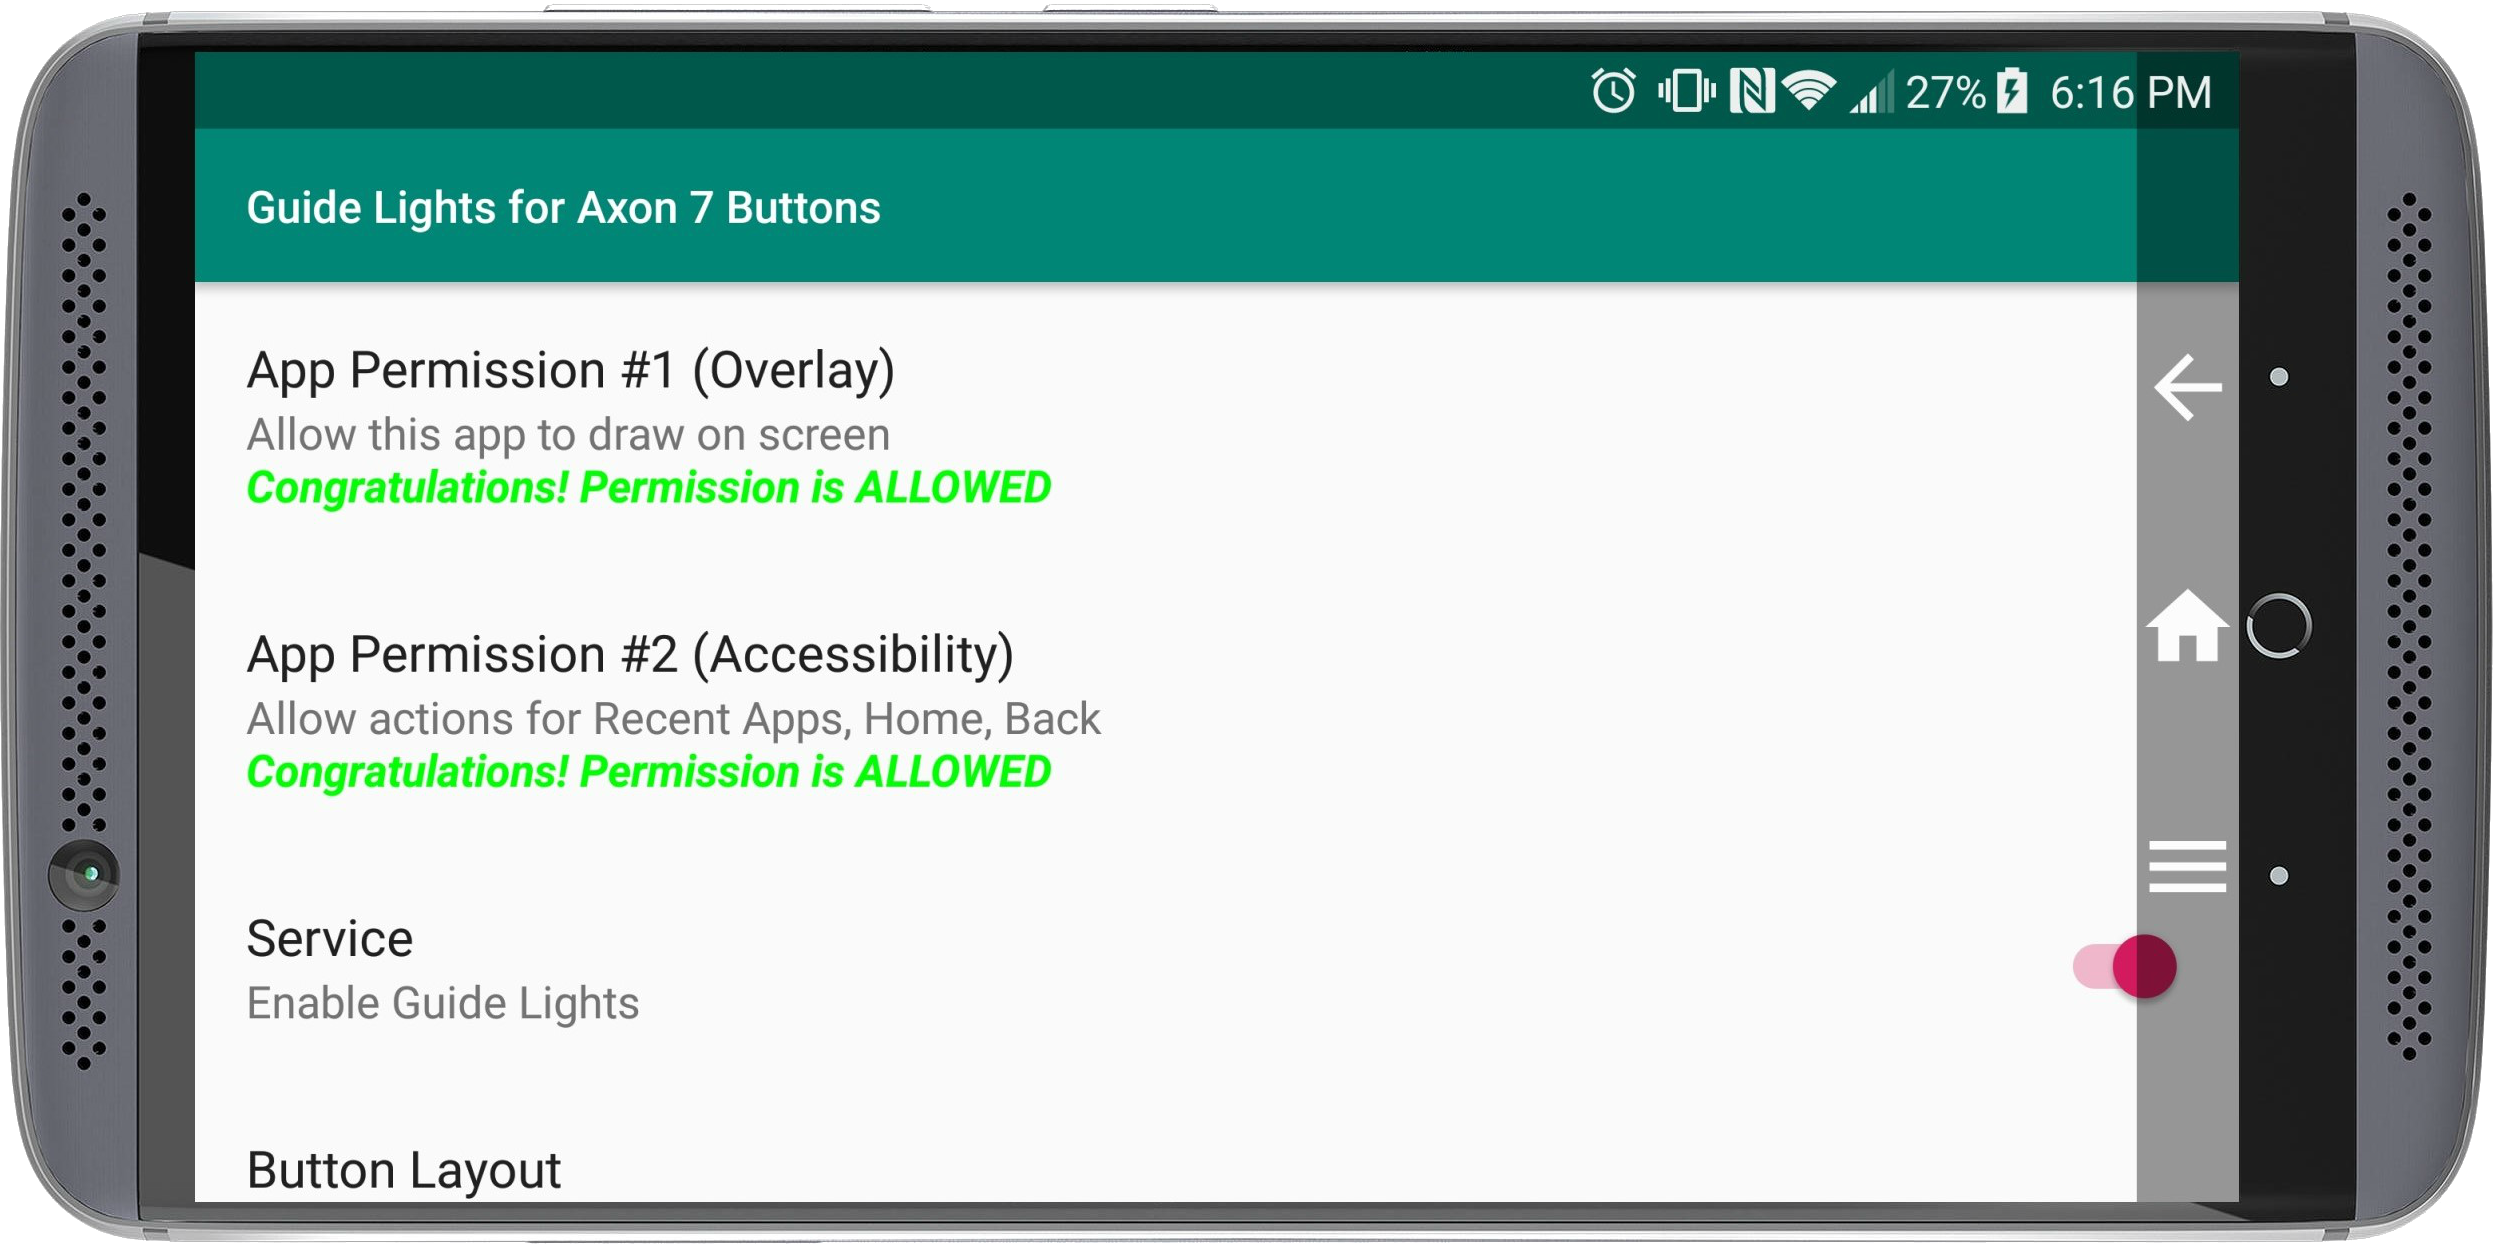 27% 6:16 PM
Guide Lights for Axon 7 Buttons
App Permission #1 (Overlay)
Allow this app to draw on screen
Congratulations! Permission is ALLOWED
App Permission #2 (Accessibility)
Allow actions for Recent Apps, Home, Back
Congratulations! Permission is ALLOWED
Service
Enable Guide Lights
Button Layout